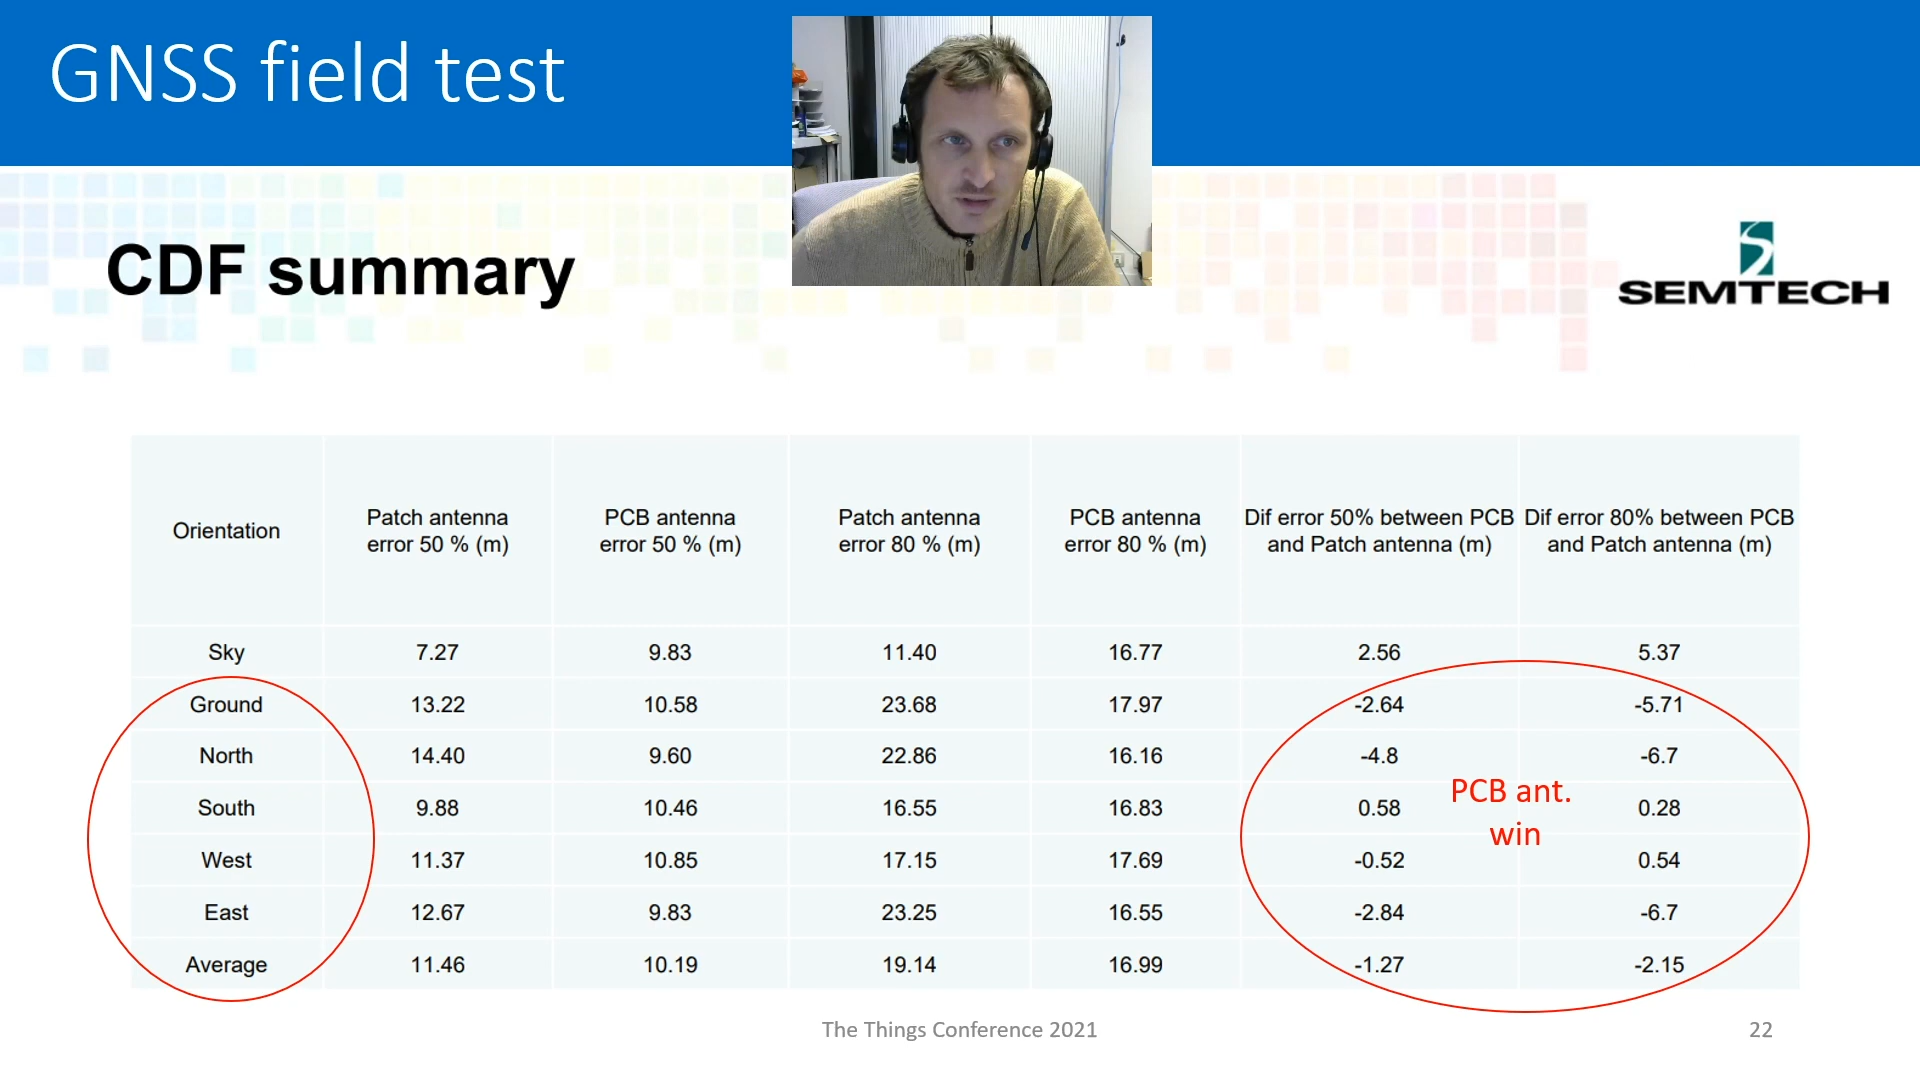 GNSS field test
CDF summary
SEMTECH
Orientation
Patch antenna
error 50 % (m)
PCB antenna
error 50 % (m)
Patch antenna
error 80 % (m)
PCB antenna
error 80 % (m)
Dif error 50% between PCB
and Patch antenna (m)
Dif error 80% between PCB
and Patch antenna (m)
Sky 7.27 9.83 11.40 16.77 2.56 5.37
Ground 13.22 10.58 23.68 17.97 -2.64 -5.71
North 14.40 9.60 22.86 16.16 -4.8 -6.7
South 9.88 10.46 16.55 16.83 0.58 0.28
West 11.37 10.85 17.15 17.69 -0.52 0.54
East 12.67 9.83 23.25 16.55 -2.84 -6.7
Average 11.46 10.19 19.14 16.99 -1.27 -2.15
PCB ant.
win
The Things Conference 2021
22